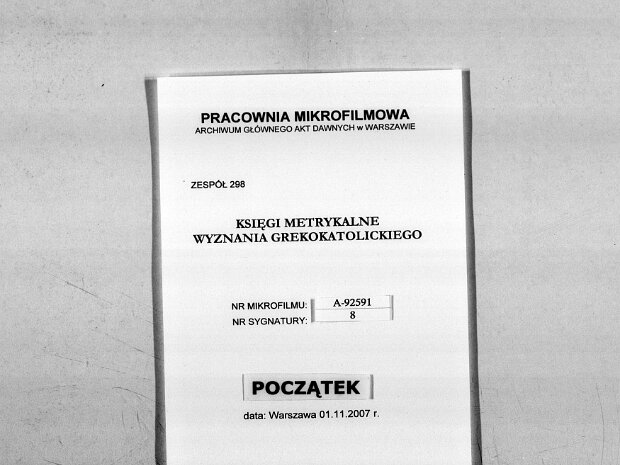 PRACOWNIA MIKROFILMOWA
ARCHIWUM GŁÓWNEGO AKT DAWNYCH w WARSZAWIE
ZESPÓŁ 298
KSIĘGI METRYKALNE
WYZNANIA GREKOKATOLICKIEGO
NR MIKROFILMU: A-92591
NR SYGNATURY: 8
POCZĄTEK
data: Warszawa 01.11.2007 r.